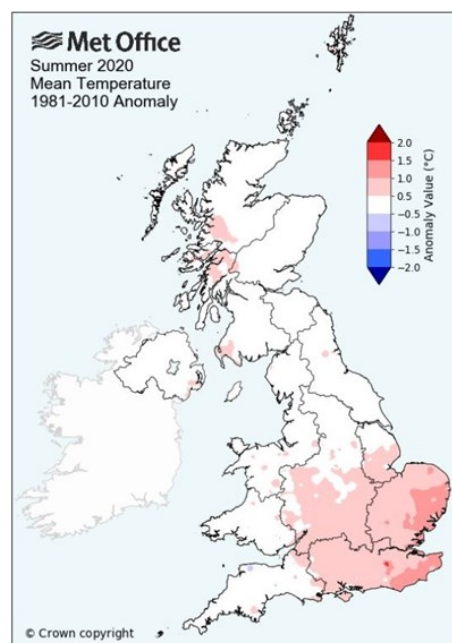 Met Office
Summer 2020
Mean Temperature
1981-2010 Anomaly
2.0
1.5
1.0
0.5
−0.5
−1.0
−1.5
−2.0
Anomaly Value (°C)
© Crown copyright